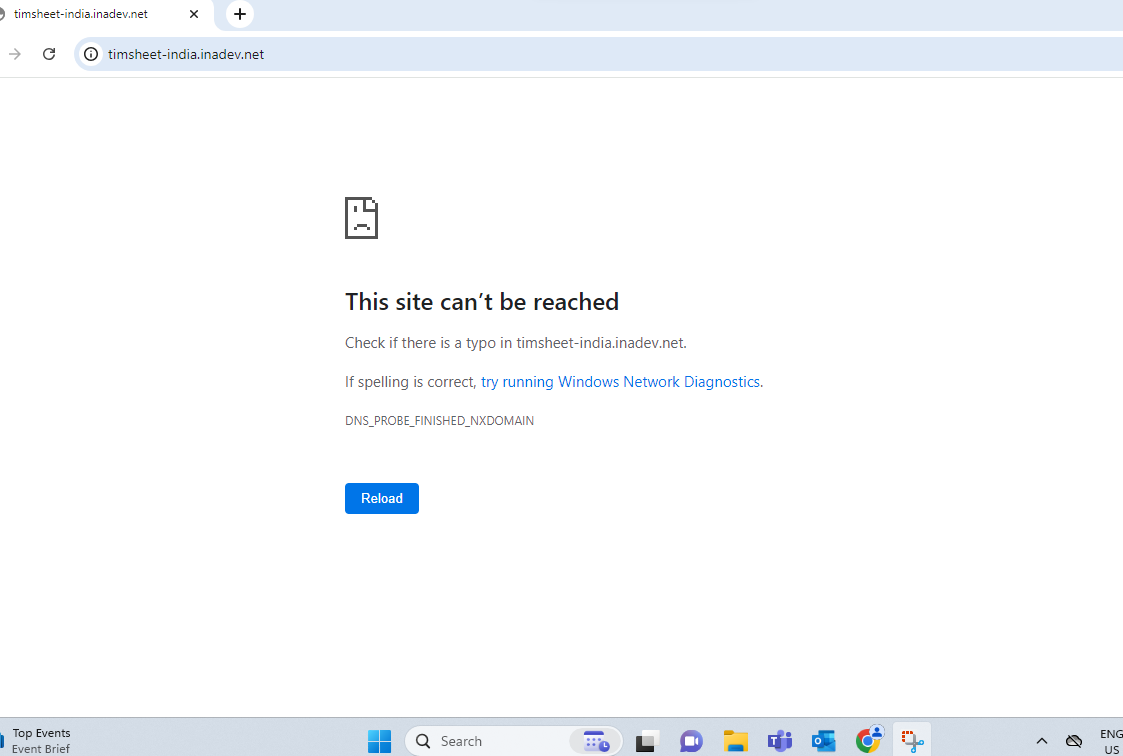 timsheet-india.inadev.net
timsheet-india.inadev.net
This site can’t be reached
Check if there is a typo in timsheet-india.inadev.net.
If spelling is correct, try running Windows Network Diagnostics.
DNS_PROBE_FINISHED_NXDOMAIN
Reload
Top Events
Event Brief
Search
ENG
US